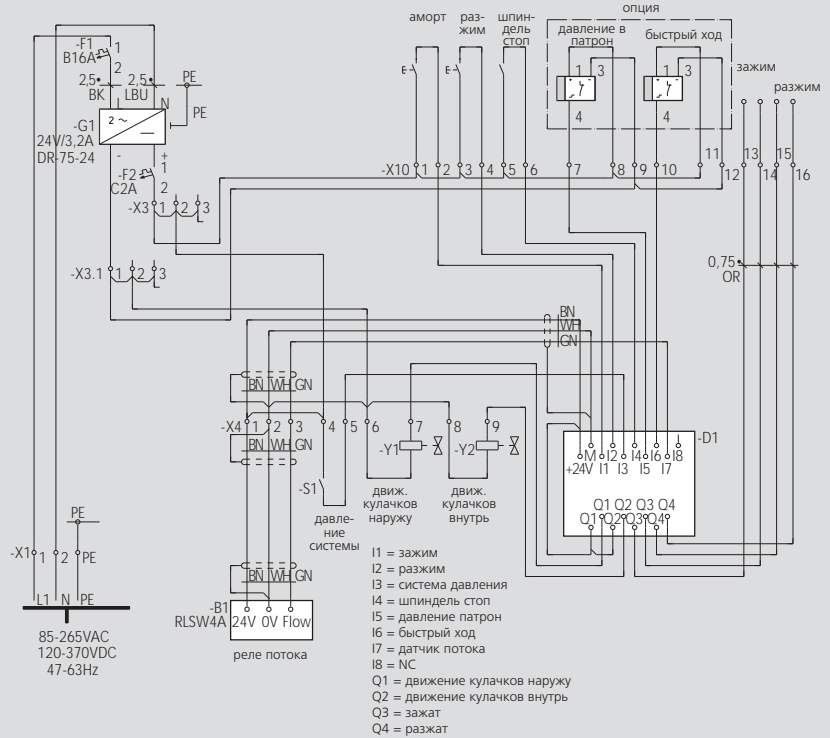 опция
аморт
раз-
жим
шпин-
дель
стоп
давление в
патрон
быстрый ход
зажим
разжим
1 3
4
1 3
4
-F1
B16A
1
2
2,5
BK
2,5
LBU
PE
PE
L
N
2 ~
-G1
24V/3,2A
DR-75-24
-
+
-F2
C2A
1
2
-X3 1 2 3
-X3.1 1 2 3
-X10 1 2 3 4 5 6 7 8 9 10 11 12 13 14 15 16
0,75
OR
BN
WH
GN
BN WH GN
-X4 1 2 3 4 5 6 7 8 9
BN WH GN
-Y1
-Y2
-S1
давле-
ние
системы
движ.
кулачков
наружу
движ.
кулачков
внутрь
-D1
M I2 I4 I6 I8
+24V I1 I3 I5 I7
Q1 Q2 Q3 Q4
Q1 Q2 Q3 Q4
PE
-X1 1 2 PE
L1 N PE
85-265VAC
120-370VDC
47-63Hz
BN WH GN
-B1
RLSW4A
24V 0V Flow
реле потока
I1 = зажим
I2 = разжим
I3 = система давления
I4 = шпиндель стоп
I5 = давление патрон
I6 = быстрый ход
I7 = датчик потока
I8 = NC
Q1 = движение кулачков наружу
Q2 = движение кулачков внутрь
Q3 = зажат
Q4 = разжат